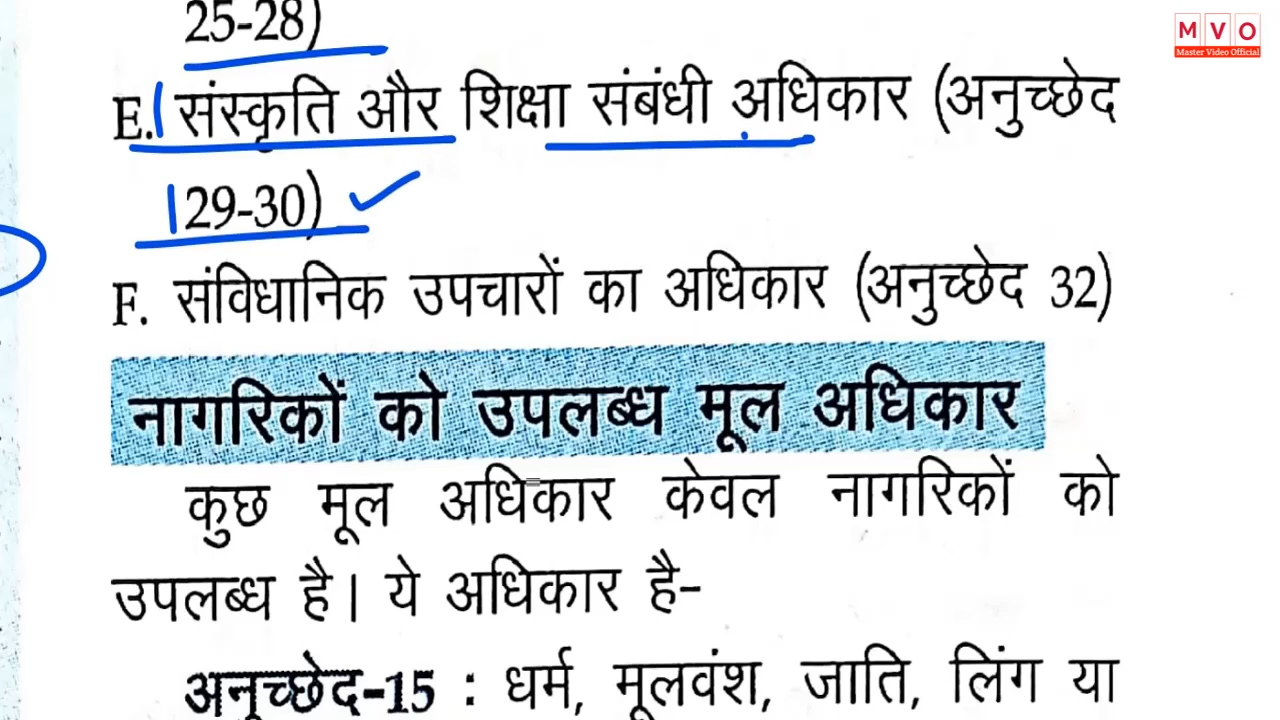 M V O
Master Video Official
25-28)
E. संस्कृति और शिक्षा संबंधी अधिकार (अनुच्छेद
29-30)
F. संविधानिक उपचारों का अधिकार (अनुच्छेद 32)
नागरिकों को उपलब्ध मूल अधिकार
कुछ मूल अधिकार केवल नागरिकों को
उपलब्ध है। ये अधिकार है-
अनुच्छेद-15 : धर्म, मूलवंश, जाति, लिंग या